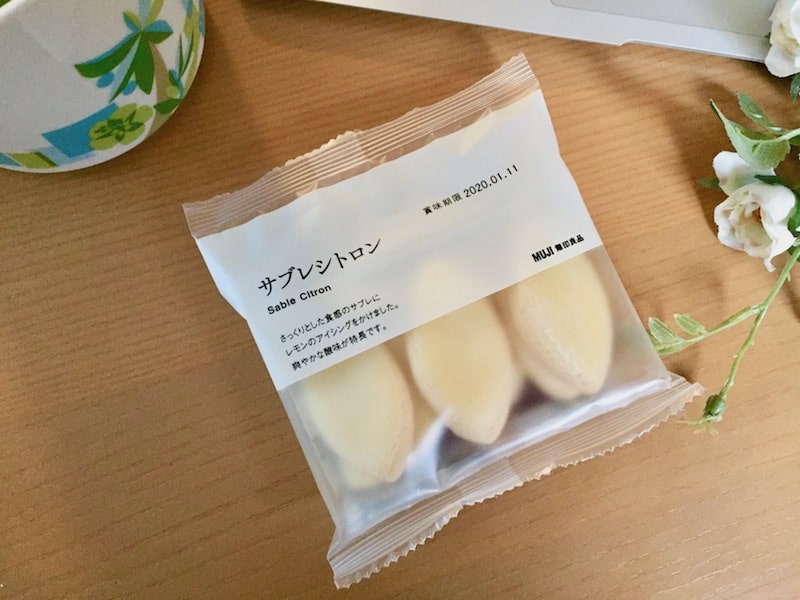 賞味期限 2020.01.11
MUJI 無印良品
サブレシトロン
Sable Citron
さっくりとした食感のサブレに
レモンのアイシングをかけました。
爽やかな酸味が特長です。